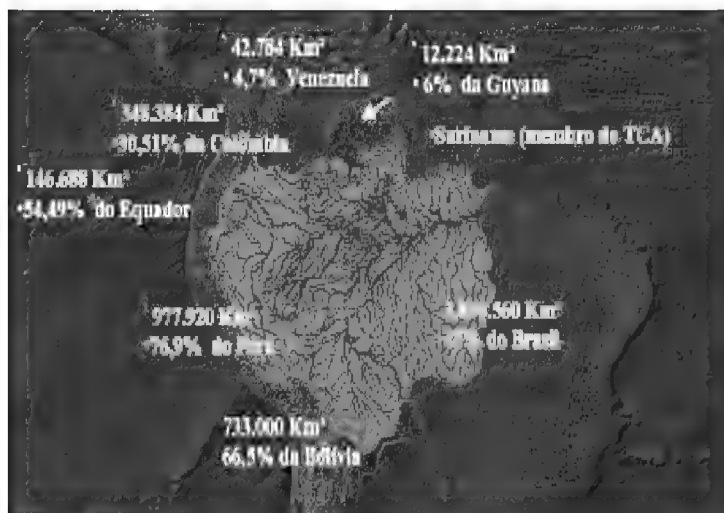 42.784 Km²
• 4,7% Venezuela
12.224 Km²
• 6% da Guyana
348.384 Km²
•30,51% da Colômbia
•Suriname (membro do TCA)
146.688 Km²
•54,49% do Equador
977.920 Km²
•76,9% do Peru
.560 Km²
do Brasil
733.000 Km²
66,5% da Bolívia